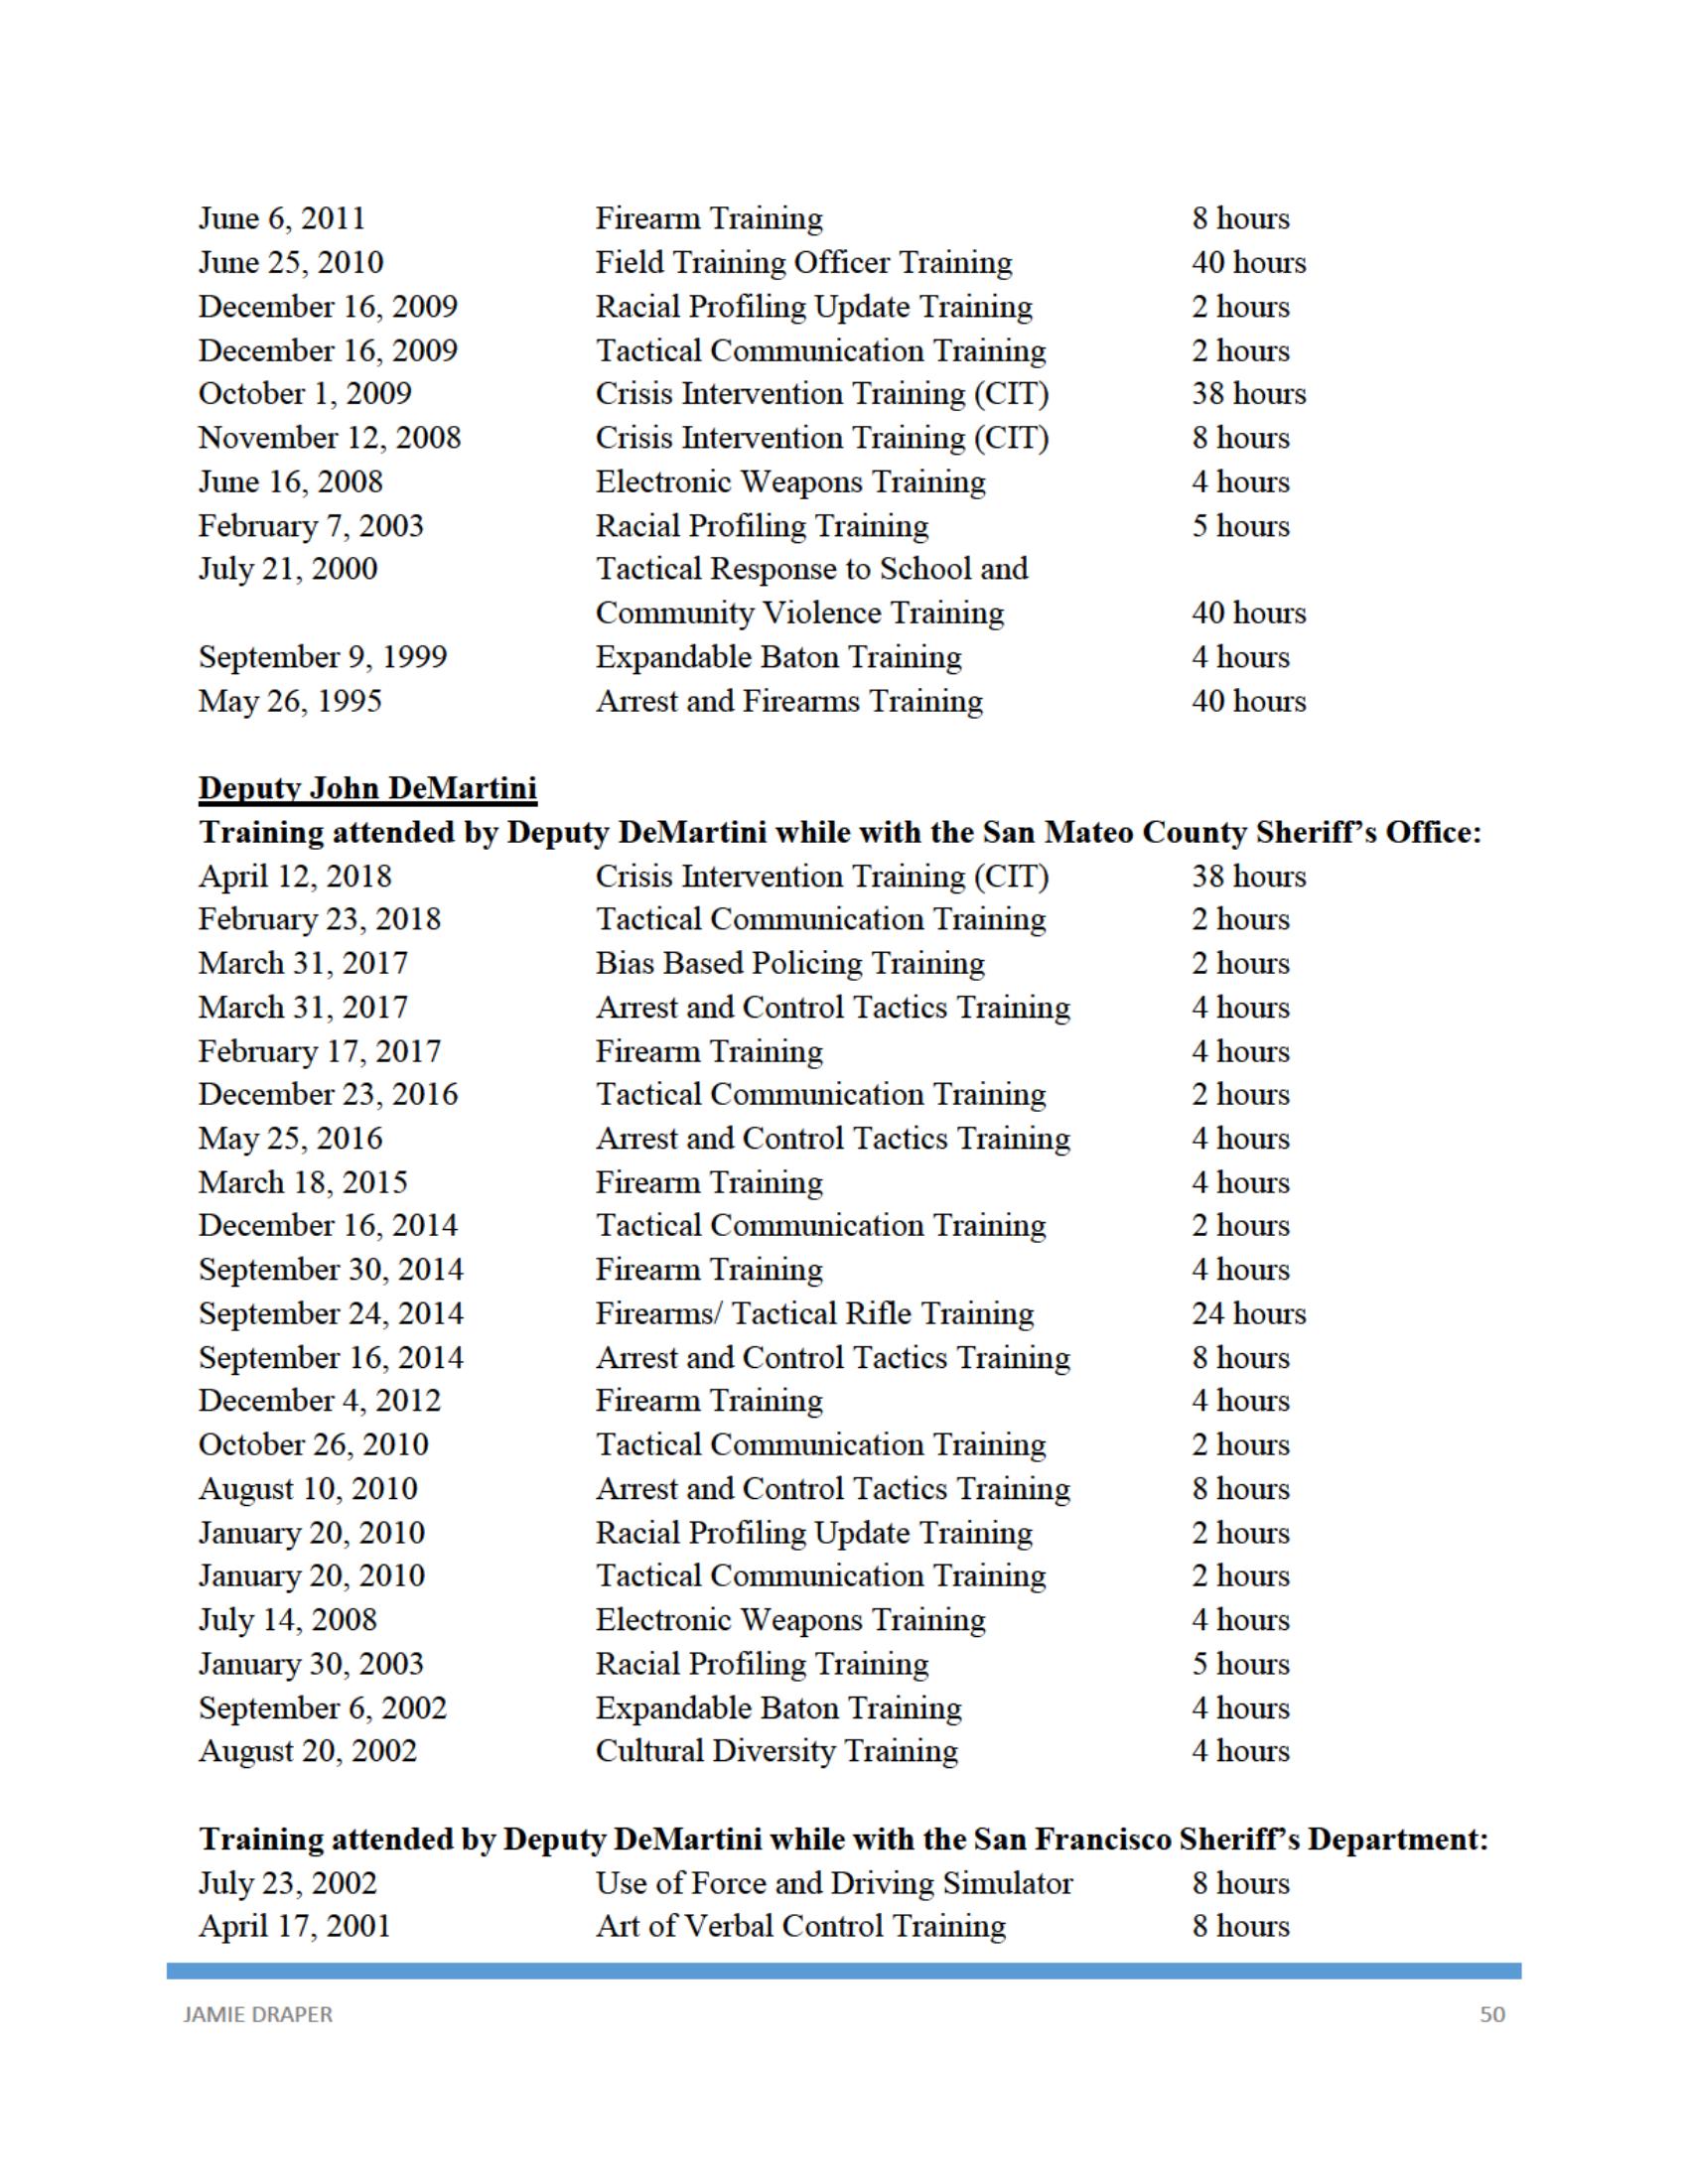 June 6, 2011 Firearm Training 8 hours
June 25, 2010 Field Training Officer Training 40 hours
December 16, 2009 Racial Profiling Update Training 2 hours
December 16, 2009 Tactical Communication Training 2 hours
October 1, 2009 Crisis Intervention Training (CIT) 38 hours
November 12, 2008 Crisis Intervention Training (CIT) 8 hours
June 16, 2008 Electronic Weapons Training 4 hours
February 7, 2003 Racial Profiling Training 5 hours
July 21, 2000 Tactical Response to School and
Community Violence Training 40 hours
September 9, 1999 Expandable Baton Training 4 hours
May 26, 1995 Arrest and Firearms Training 40 hours
Deputy John DeMartini
Training attended by Deputy DeMartini while with the San Mateo County Sheriff's Office:
April 12, 2018 Crisis Intervention Training (CIT) 38 hours
February 23, 2018 Tactical Communication Training 2 hours
March 31, 2017 Bias Based Policing Training 2 hours
March 31, 2017 Arrest and Control Tactics Training 4 hours
February 17, 2017 Firearm Training 4 hours
December 23, 2016 Tactical Communication Training 2 hours
May 25, 2016 Arrest and Control Tactics Training 4 hours
March 18, 2015 Firearm Training 4 hours
December 16, 2014 Tactical Communication Training 2 hours
September 30, 2014 Firearm Training 4 hours
September 24, 2014 Firearms/ Tactical Rifle Training 24 hours
September 16, 2014 Arrest and Control Tactics Training 8 hours
December 4, 2012 Firearm Training 4 hours
October 26, 2010 Tactical Communication Training 2 hours
August 10, 2010 Arrest and Control Tactics Training 8 hours
January 20, 2010 Racial Profiling Update Training 2 hours
January 20, 2010 Tactical Communication Training 2 hours
July 14, 2008 Electronic Weapons Training 4 hours
January 30, 2003 Racial Profiling Training 5 hours
September 6, 2002 Expandable Baton Training 4 hours
August 20, 2002 Cultural Diversity Training 4 hours
Training attended by Deputy DeMartini while with the San Francisco Sheriff's Department:
July 23, 2002 Use of Force and Driving Simulator 8 hours
April 17, 2001 Art of Verbal Control Training 8 hours
JAMIE DRAPER 50